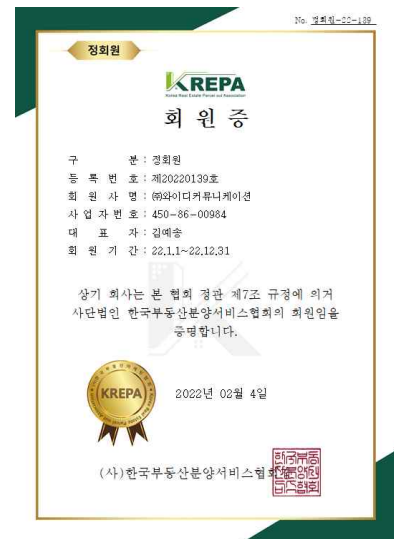 No. 정회원-22-139
정회원
KREPA
Korea Real Estate Parcel out Association
회 원 증
구 분 : 정회원
등 록 번 호 : 제20220139호
회 원 사 명 : ㈜와이디커뮤니케이션
사 업 자 번 호 : 450-86-00984
대 표 자 : 김예송
회 원 기 간 : 22.1.1~22.12.31
상기 회사는 본 협회 정관 제7조 규정에 의거
사단법인 한국부동산분양서비스협회의 회원임을
증명합니다.
KREPA
2022년 02월 4일
(사)한국부동산분양서비스협회